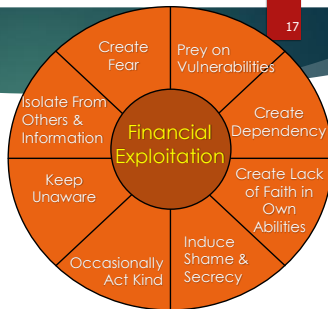 17
Create
Fear
Prey on
Vulnerabilities
Isolate From
Others &
Information
Create
Dependency
Financial
Exploitation
Keep
Unaware
Create Lack
of Faith in
Own
Abilities
Occasionally
Act Kind
Induce
Shame &
Secrecy